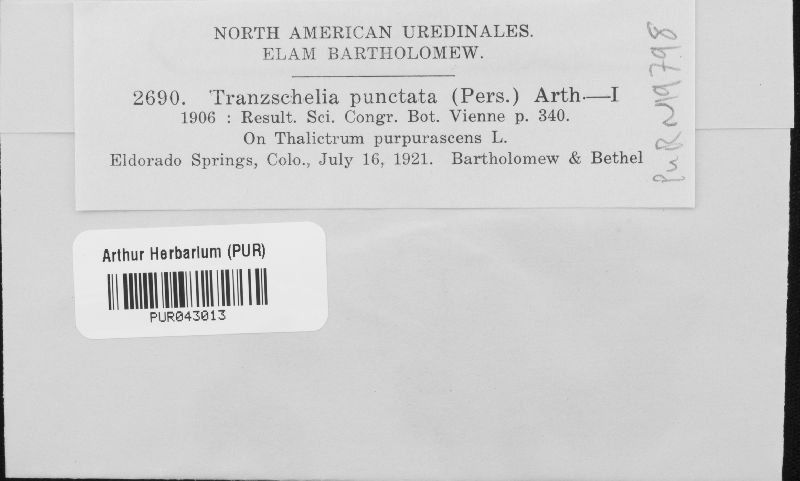 NORTH AMERICAN UREDINALES.
ELAM BARTHOLOMEW.
2690. Tranzschelia punctata (Pers.) Arth.—I
1906 : Result. Sci. Congr. Bot. Vienne p. 340.
On Thalictrum purpurascens L.
Eldorado Springs, Colo., July 16, 1921. Bartholomew & Bethel
PUR N19798
Arthur Herbarium (PUR)
PUR043013